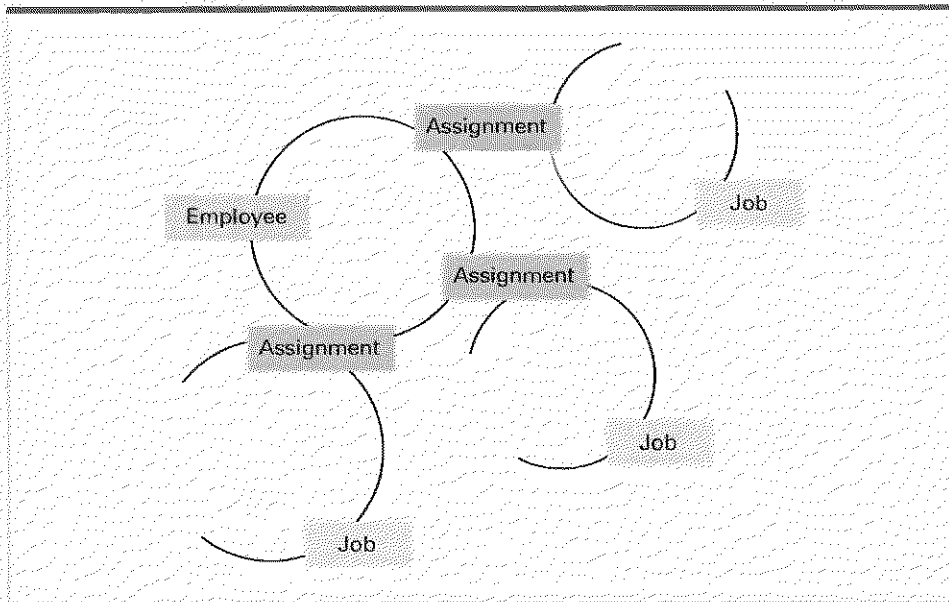 Assignment
Employee
Job
Assignment
Assignment
Job
Job